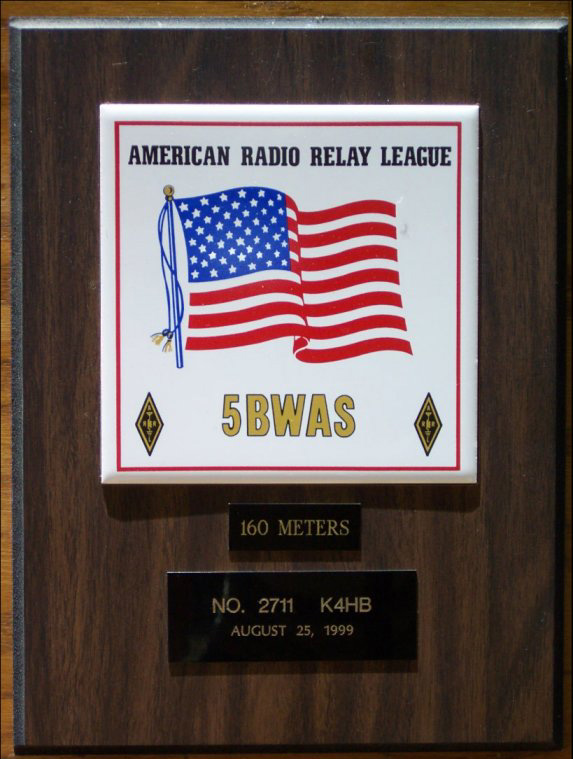 AMERICAN RADIO RELAY LEAGUE
5BWAS
160 METERS
NO. 2711 K4HB
AUGUST 25, 1999